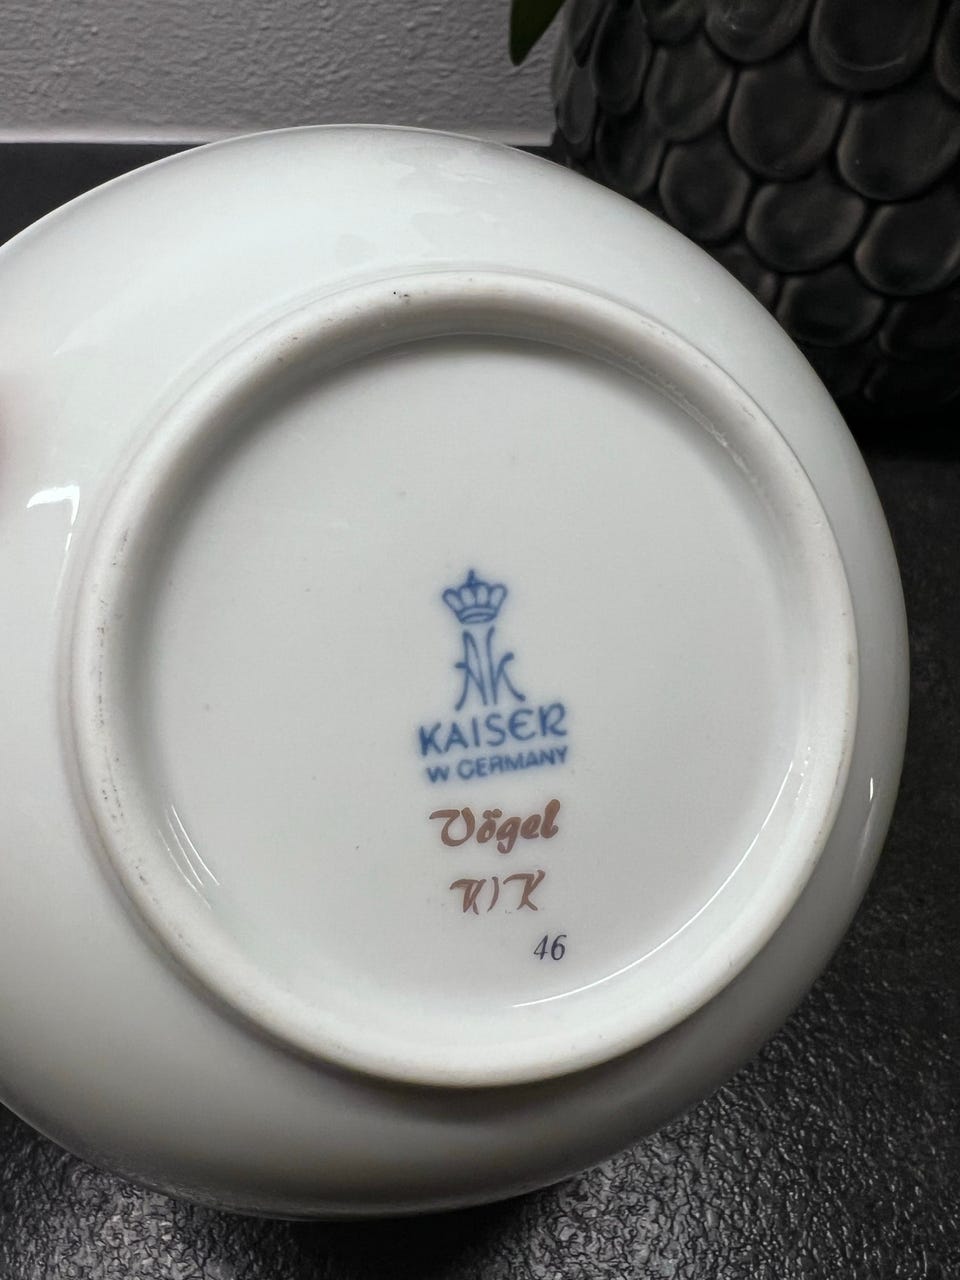 AK
KAISER
W GERMANY
Vögel
46